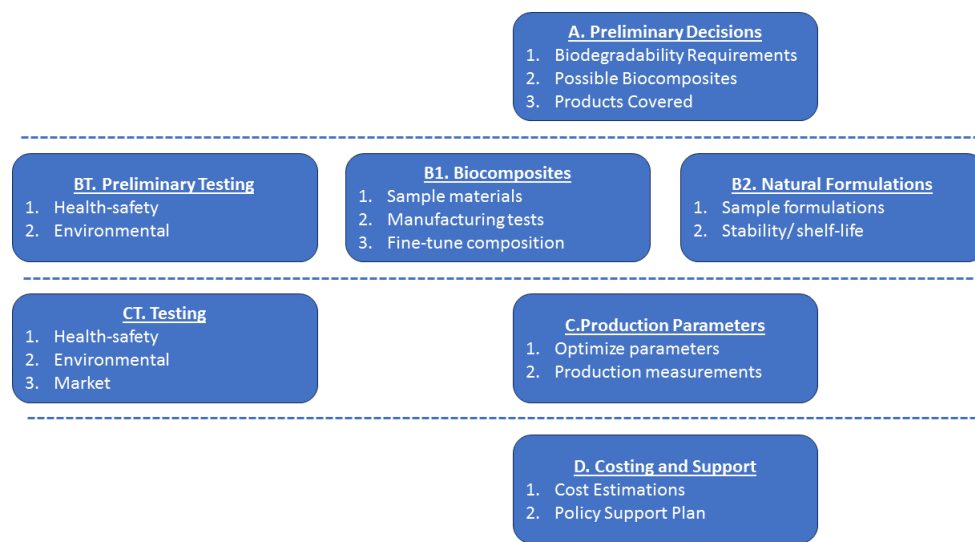 A. Preliminary Decisions
1. Biodegradability Requirements
2. Possible Biocomposites
3. Products Covered
BT. Preliminary Testing
1. Health-safety
2. Environmental
B1. Biocomposites
1. Sample materials
2. Manufacturing tests
3. Fine-tune composition
B2. Natural Formulations
1. Sample formulations
2. Stability/ shelf-life
CT. Testing
1. Health-safety
2. Environmental
3. Market
C.Production Parameters
1. Optimize parameters
2. Production measurements
D. Costing and Support
1. Cost Estimations
2. Policy Support Plan